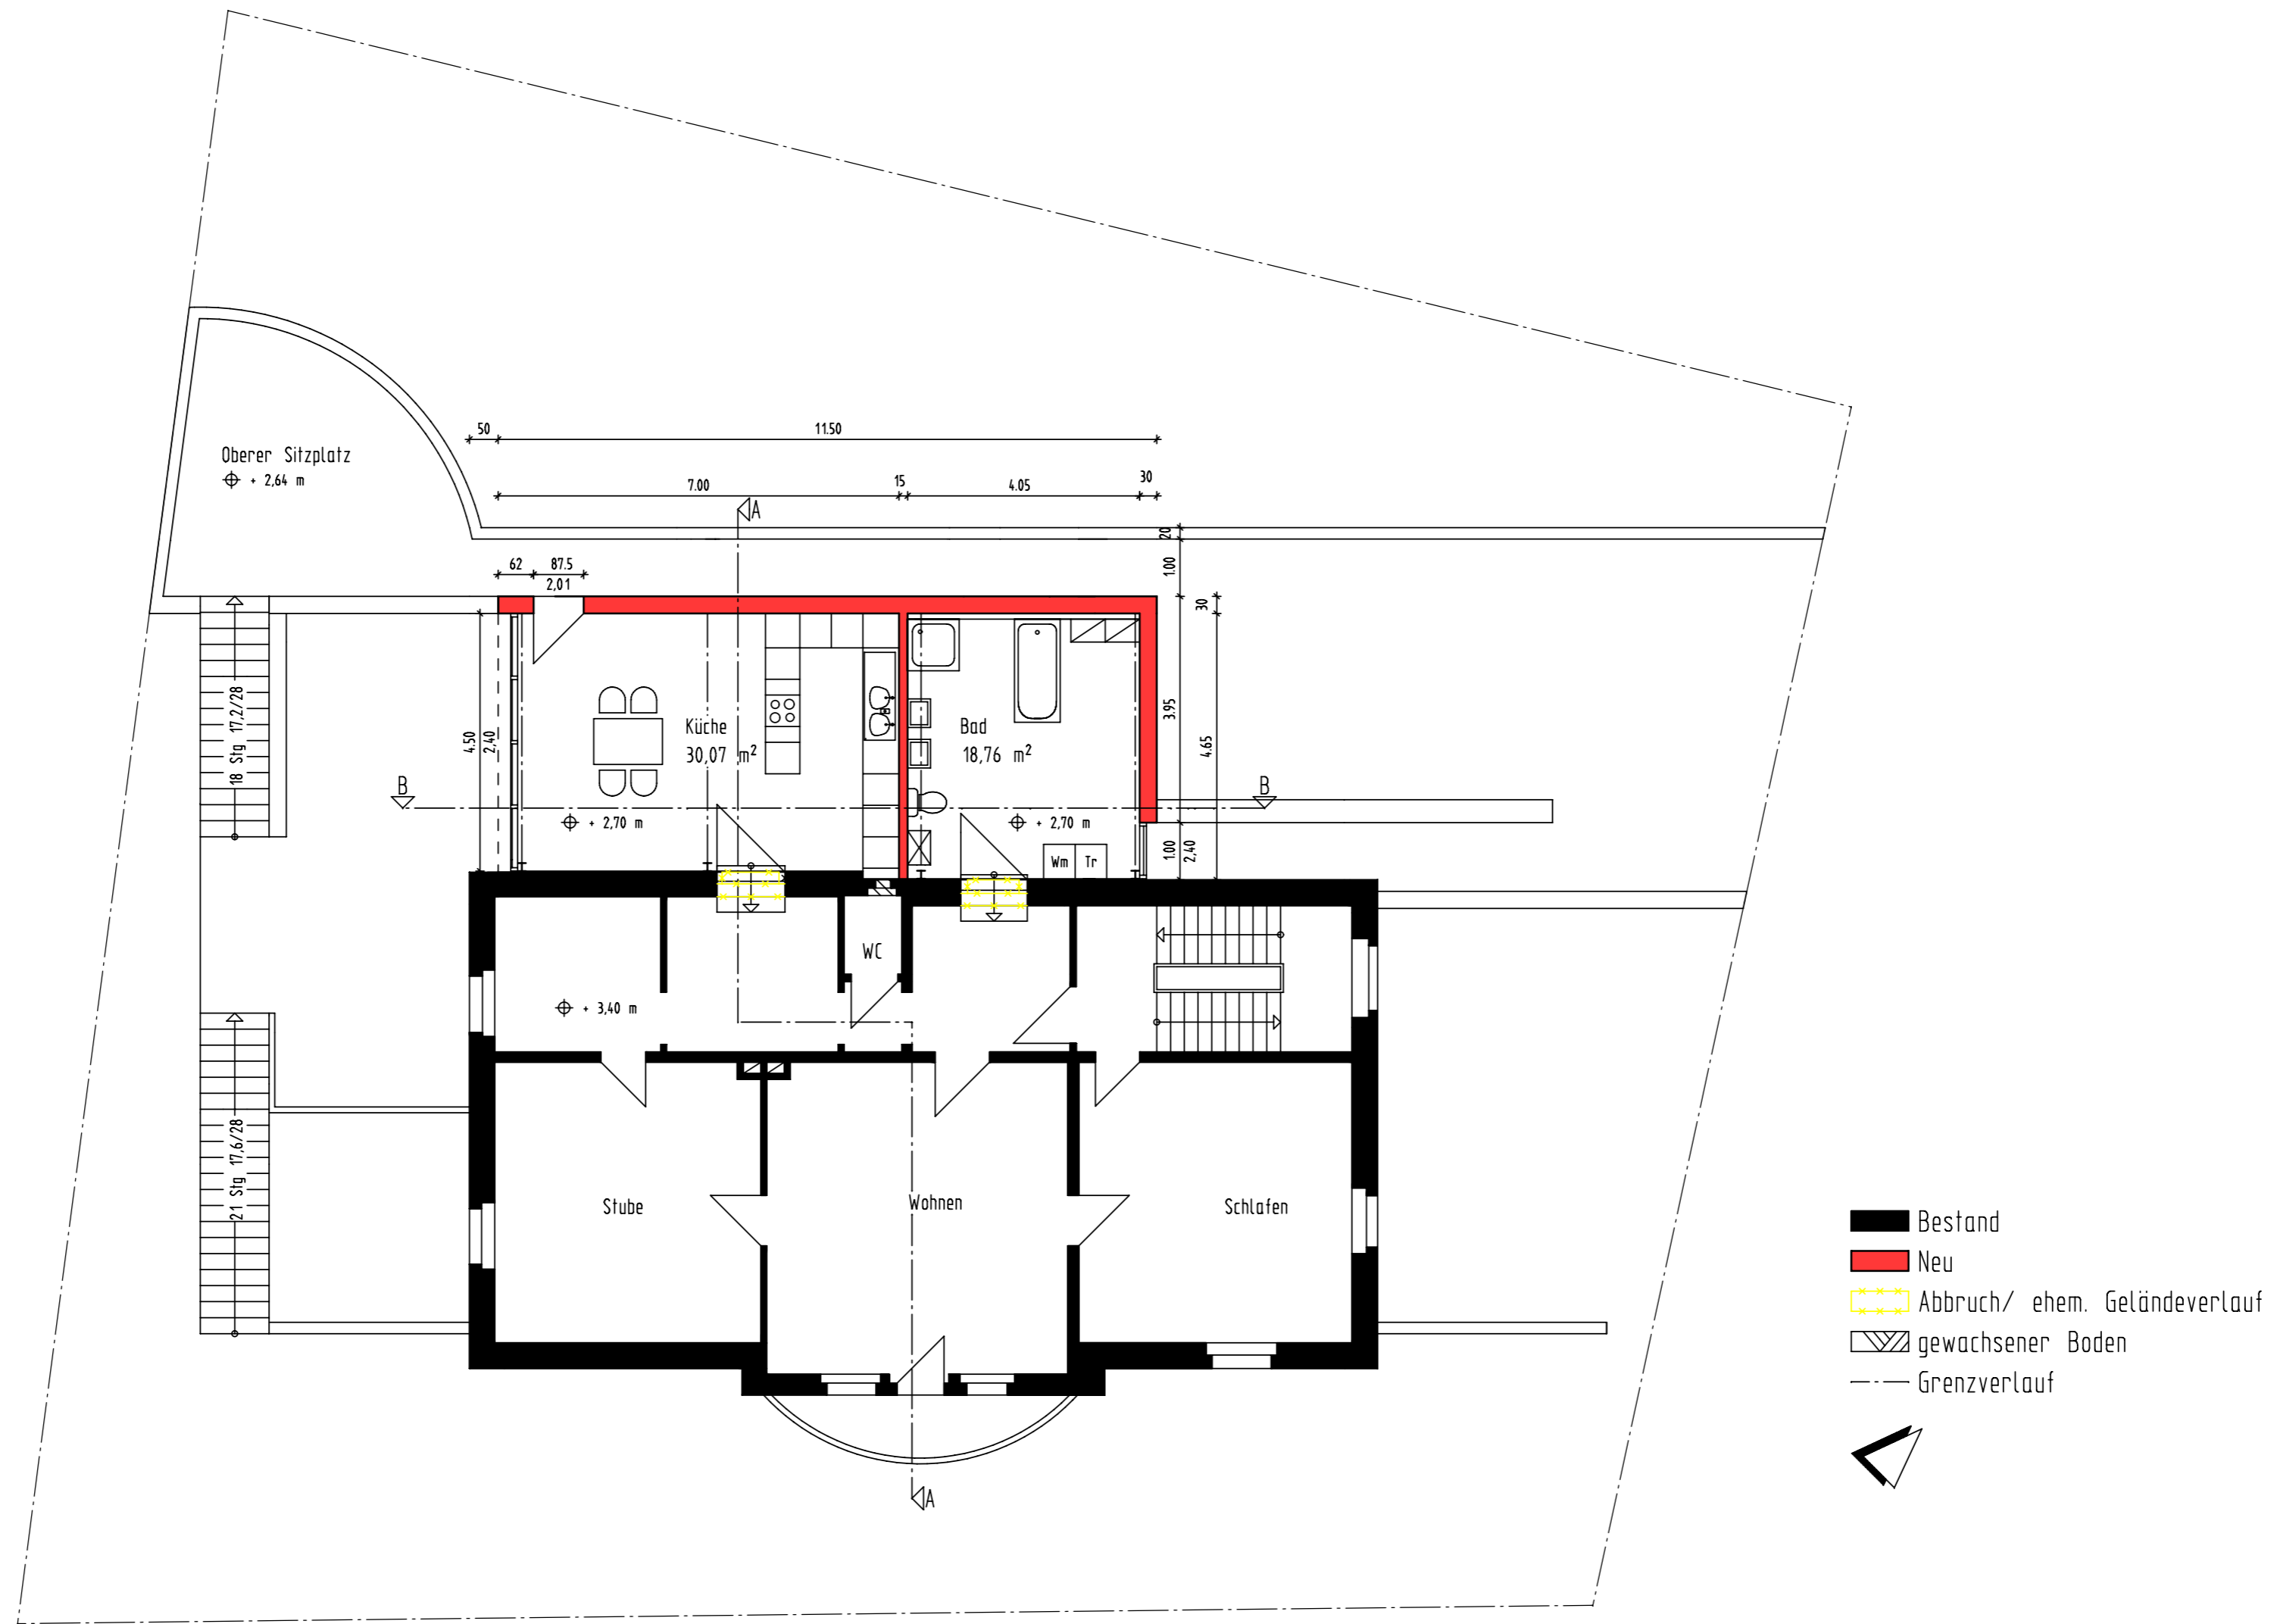 50
11.50
Oberer Sitzplatz
+ 2,64 m
7.00
15
4.05
30
A
20
1.00
62
87.5
2,01
30
18 Stg 17,2/28
4.50
2,40
Küche
30,07 m²
Bad
18,76 m²
3.95
4.65
B
B
+ 2,70 m
+ 2,70 m
1.00
2,40
Wm
Tr
WC
+ 3,40 m
21 Stg 17,6/28
Stube
Wohnen
Schlafen
A
Bestand
Neu
Abbruch/ ehem. Geländeverlauf
gewachsener Boden
Grenzverlauf